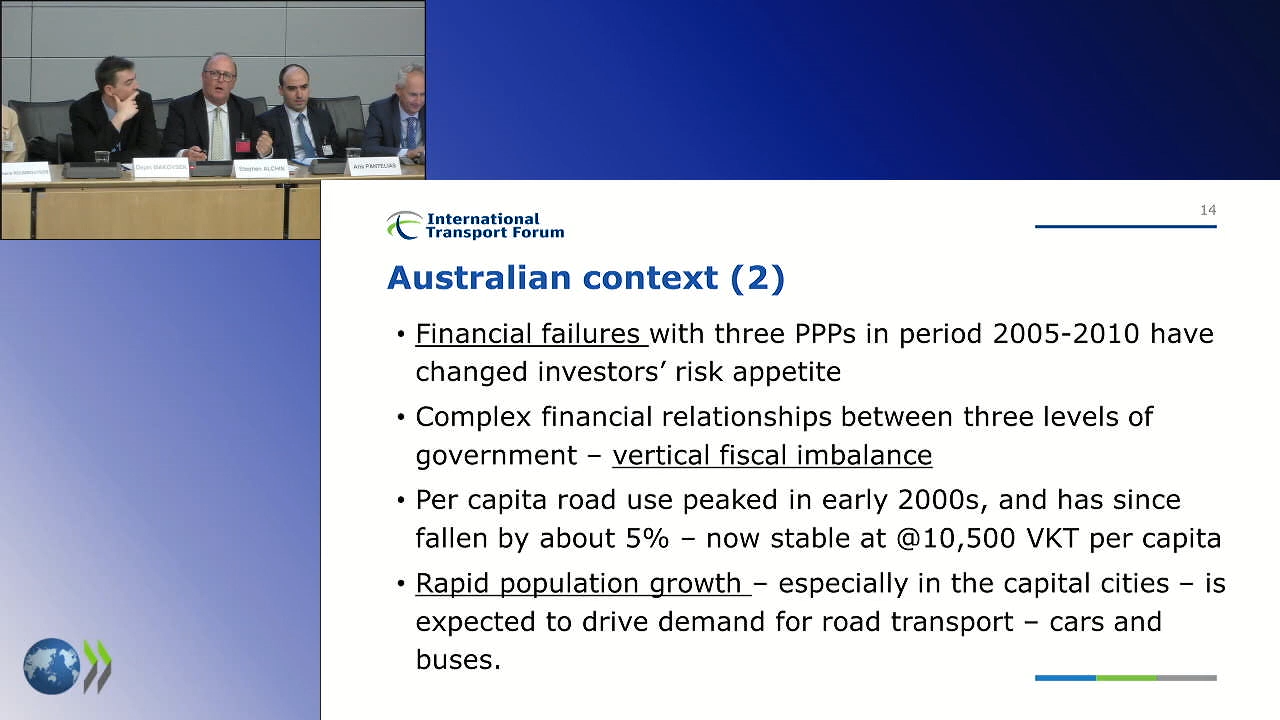 Stephen ALCHIN
Aris PANTELIAS
International
Transport Forum
14
Australian context (2)
• Financial failures with three PPPs in period 2005-2010 have
changed investors’ risk appetite
• Complex financial relationships between three levels of
government – vertical fiscal imbalance
• Per capita road use peaked in early 2000s, and has since
fallen by about 5% – now stable at @10,500 VKT per capita
• Rapid population growth – especially in the capital cities – is
expected to drive demand for road transport – cars and
buses.